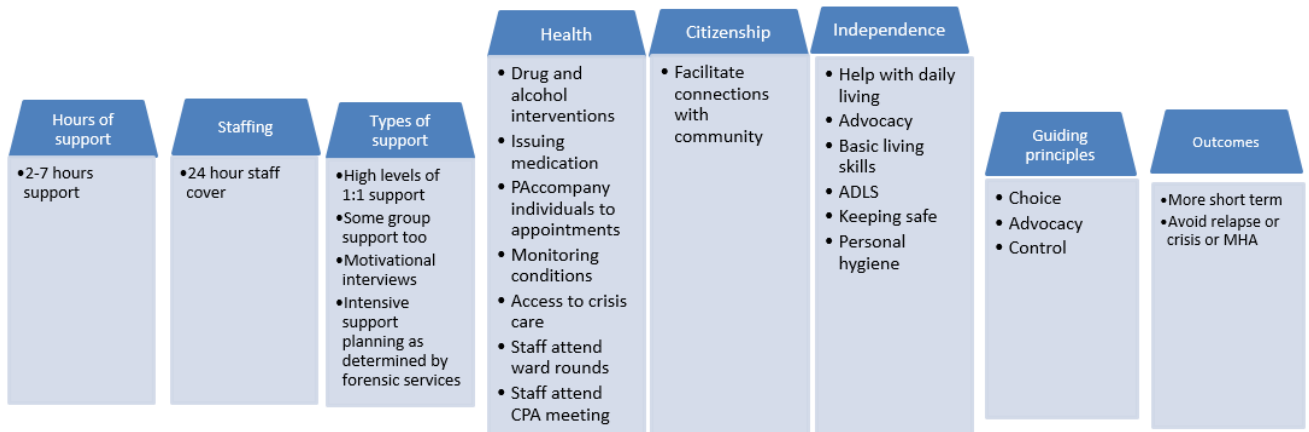 Hours of
support
•2-7 hours
support
Staffing
•24 hour staff
cover
Types of
support
•High levels of
1:1 support
•Some group
support too
•Motivational
interviews
•Intensive
support
planning as
determined by
forensic services
Health
• Drug and
alcohol
interventions
• Issuing
medication
• PAccompany
individuals to
appointments
• Monitoring
conditions
• Access to crisis
care
• Staff attend
ward rounds
• Staff attend
CPA meeting
Citizenship
• Facilitate
connections
with
community
Independence
• Help with daily
living
• Advocacy
• Basic living
skills
• ADLS
• Keeping safe
• Personal
hygiene
Guiding
principles
• Choice
• Advocacy
• Control
Outcomes
•More short term
•Avoid relapse or
crisis or MHA